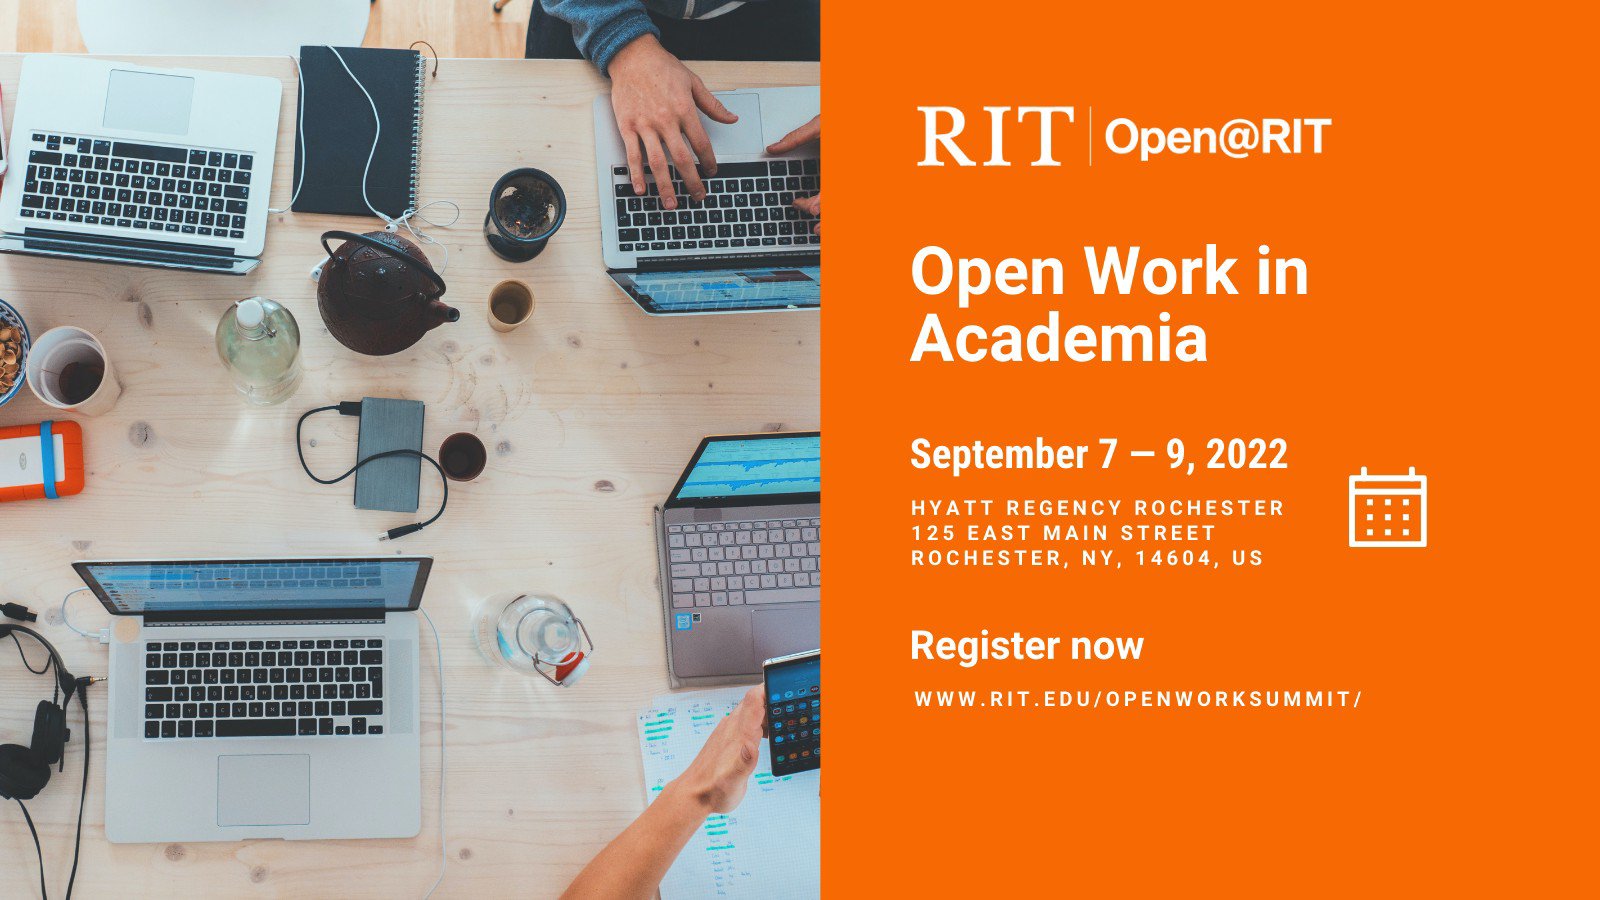 RIT | Open@RIT
Open Work in
Academia
September 7 – 9, 2022
HYATT REGENCY ROCHESTER
125 EAST MAIN STREET
ROCHESTER, NY, 14604, US
Register now
WWW.RIT.EDU/OPENWORKSUMMIT/